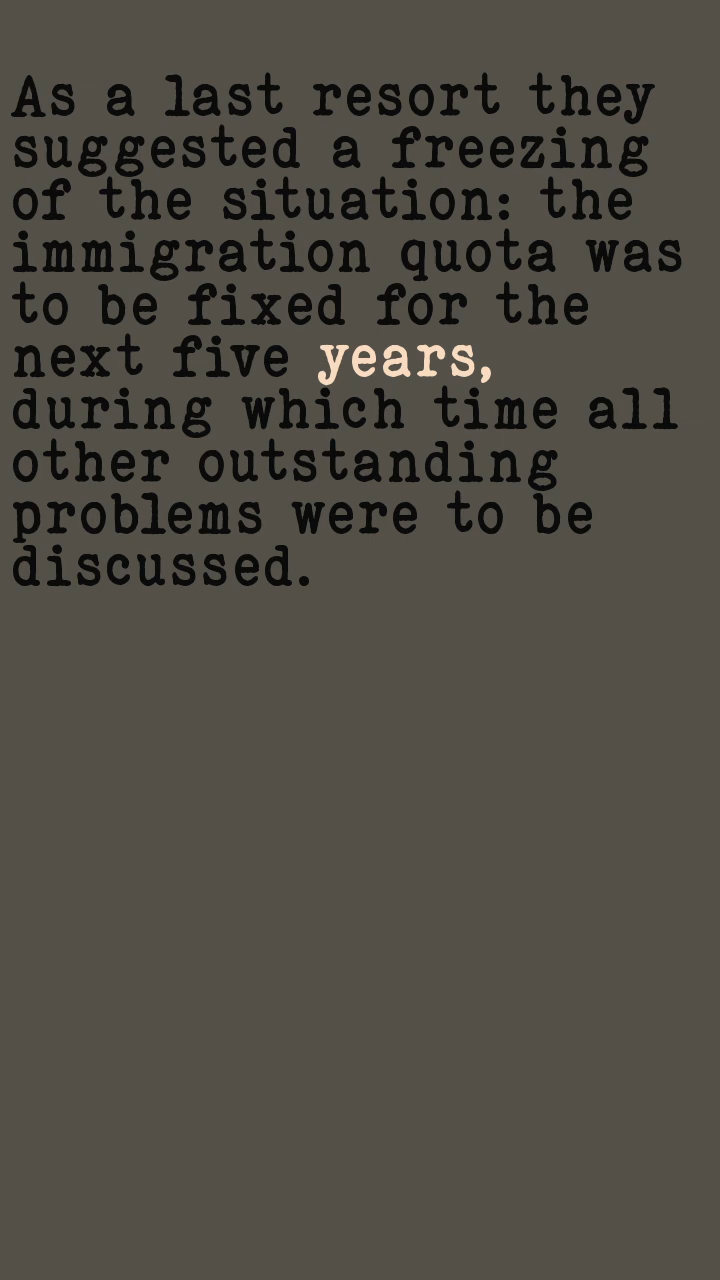 As a last resort they
suggested a freezing
of the situation: the
immigration quota was
to be fixed for the
next five years,
during which time all
other outstanding
problems were to be
discussed.